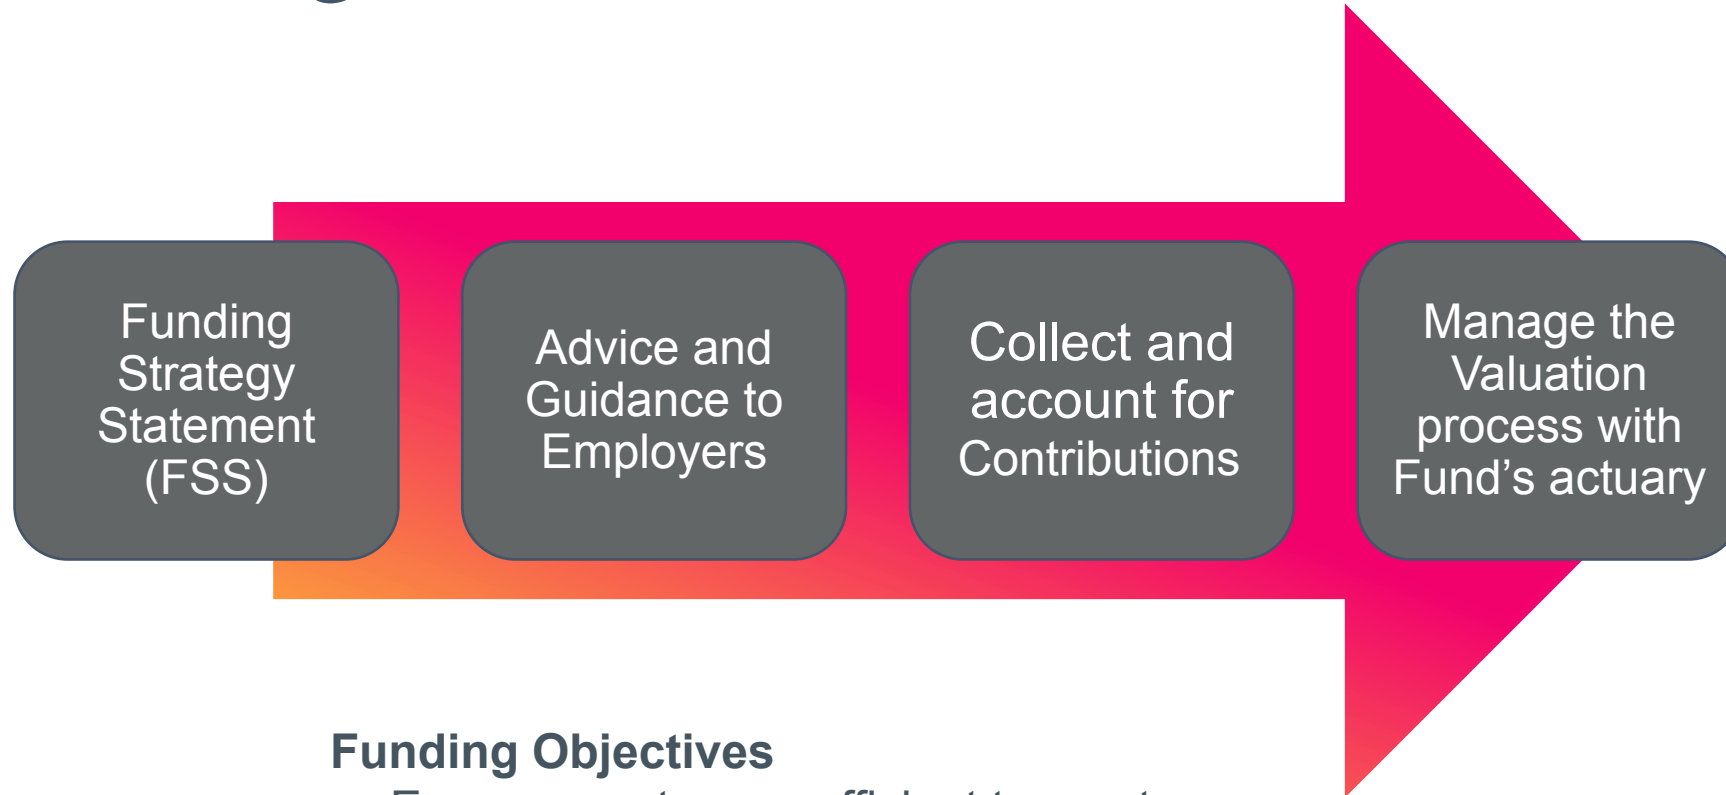 Funding
Strategy
Statement
(FSS)
Advice and
Guidance to
Employers
Collect and
account for
Contributions
Manage the
Valuation
process with
Fund’s actuary
Funding Objectives